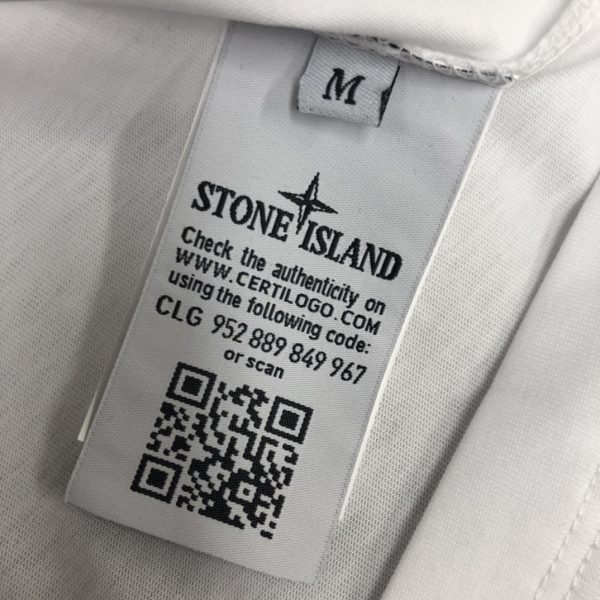 M
STONE ISLAND
Check the authenticity on
WWW.CERTILOGO.COM
using the following code:
CLG 952 889 849 967
or scan